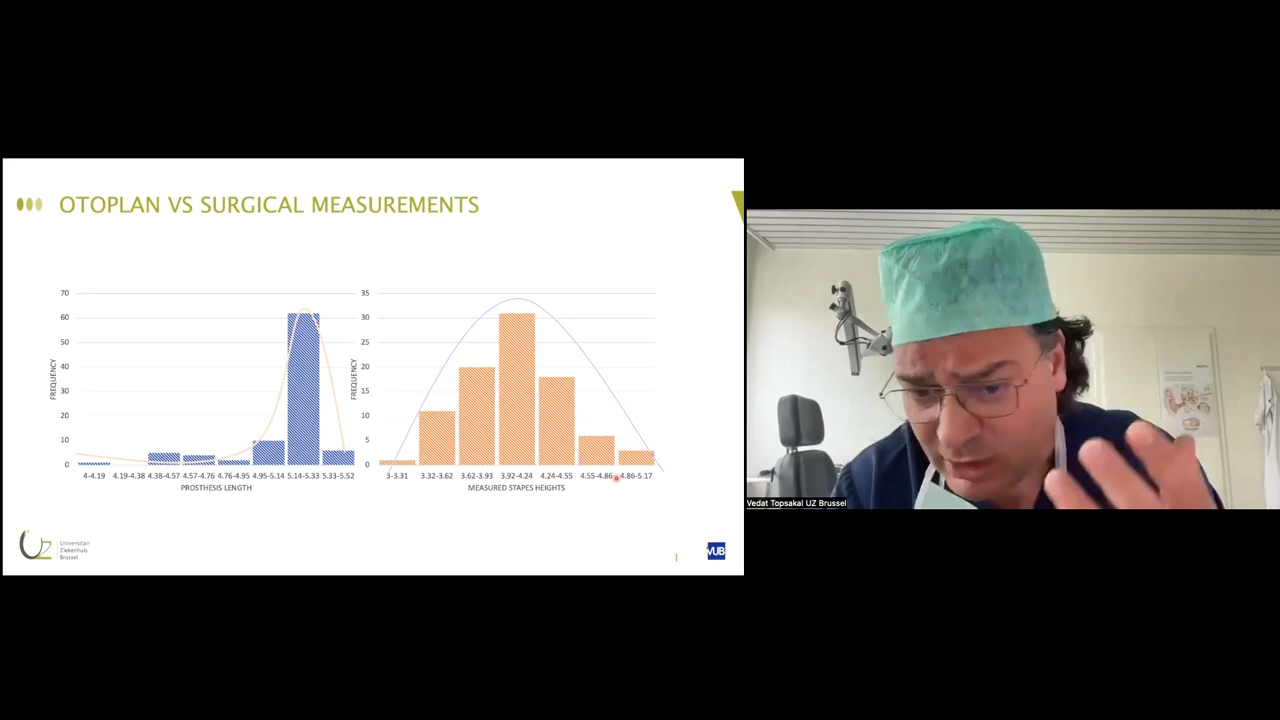 OTOPLAN VS SURGICAL MEASUREMENTS
70
60
50
40
30
20
10
0
FREQUENCY
4-4.19 4.19-4.38 4.38-4.57 4.57-4.76 4.76-4.95 4.95-5.14 5.14-5.33 5.33-5.52
PROSTHESIS LENGTH
35
30
25
20
15
10
5
0
FREQUENCY
3-3.31 3.32-3.62 3.62-3.93 3.92-4.24 4.24-4.55 4.55-4.86 4.86-5.17
MEASURED STAPES HEIGHTS
UZ
Universitair
Ziekenhuis
Brussel
VUB
Vedat Topsakal UZ Brussel